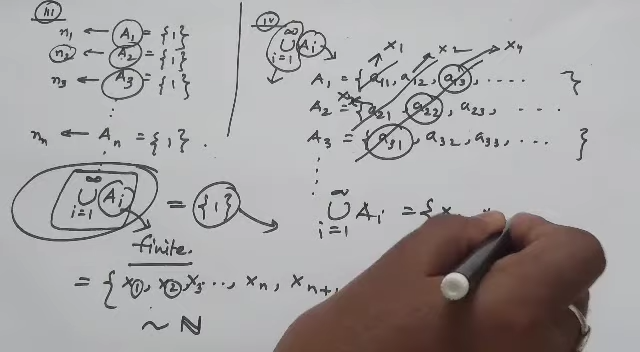 iii
n₁ ← A₁ = {1}
n₂ ← A₂ = {1}
n₃ ← A₃ = {1}
⋮
nₙ ← Aₙ = {1}.
⋮
∞
∪ Aᵢ = {1}
i=1
finite.
= {x₁, x₂, x₃ .., xₙ, xₙ₊₁
~ ℕ
iv
∞
∪ Aᵢ
i=1
x₁ x₂ x₄
A₁ = {a₁₁, a₁₂, a₁₃, .... }
A₂ = a₂₁, a₂₂, a₂₃, ....
A₃ = {a₃₁, a₃₂, a₃₃, ... }
⋮
∞
∪ Aᵢ = {x
i=1